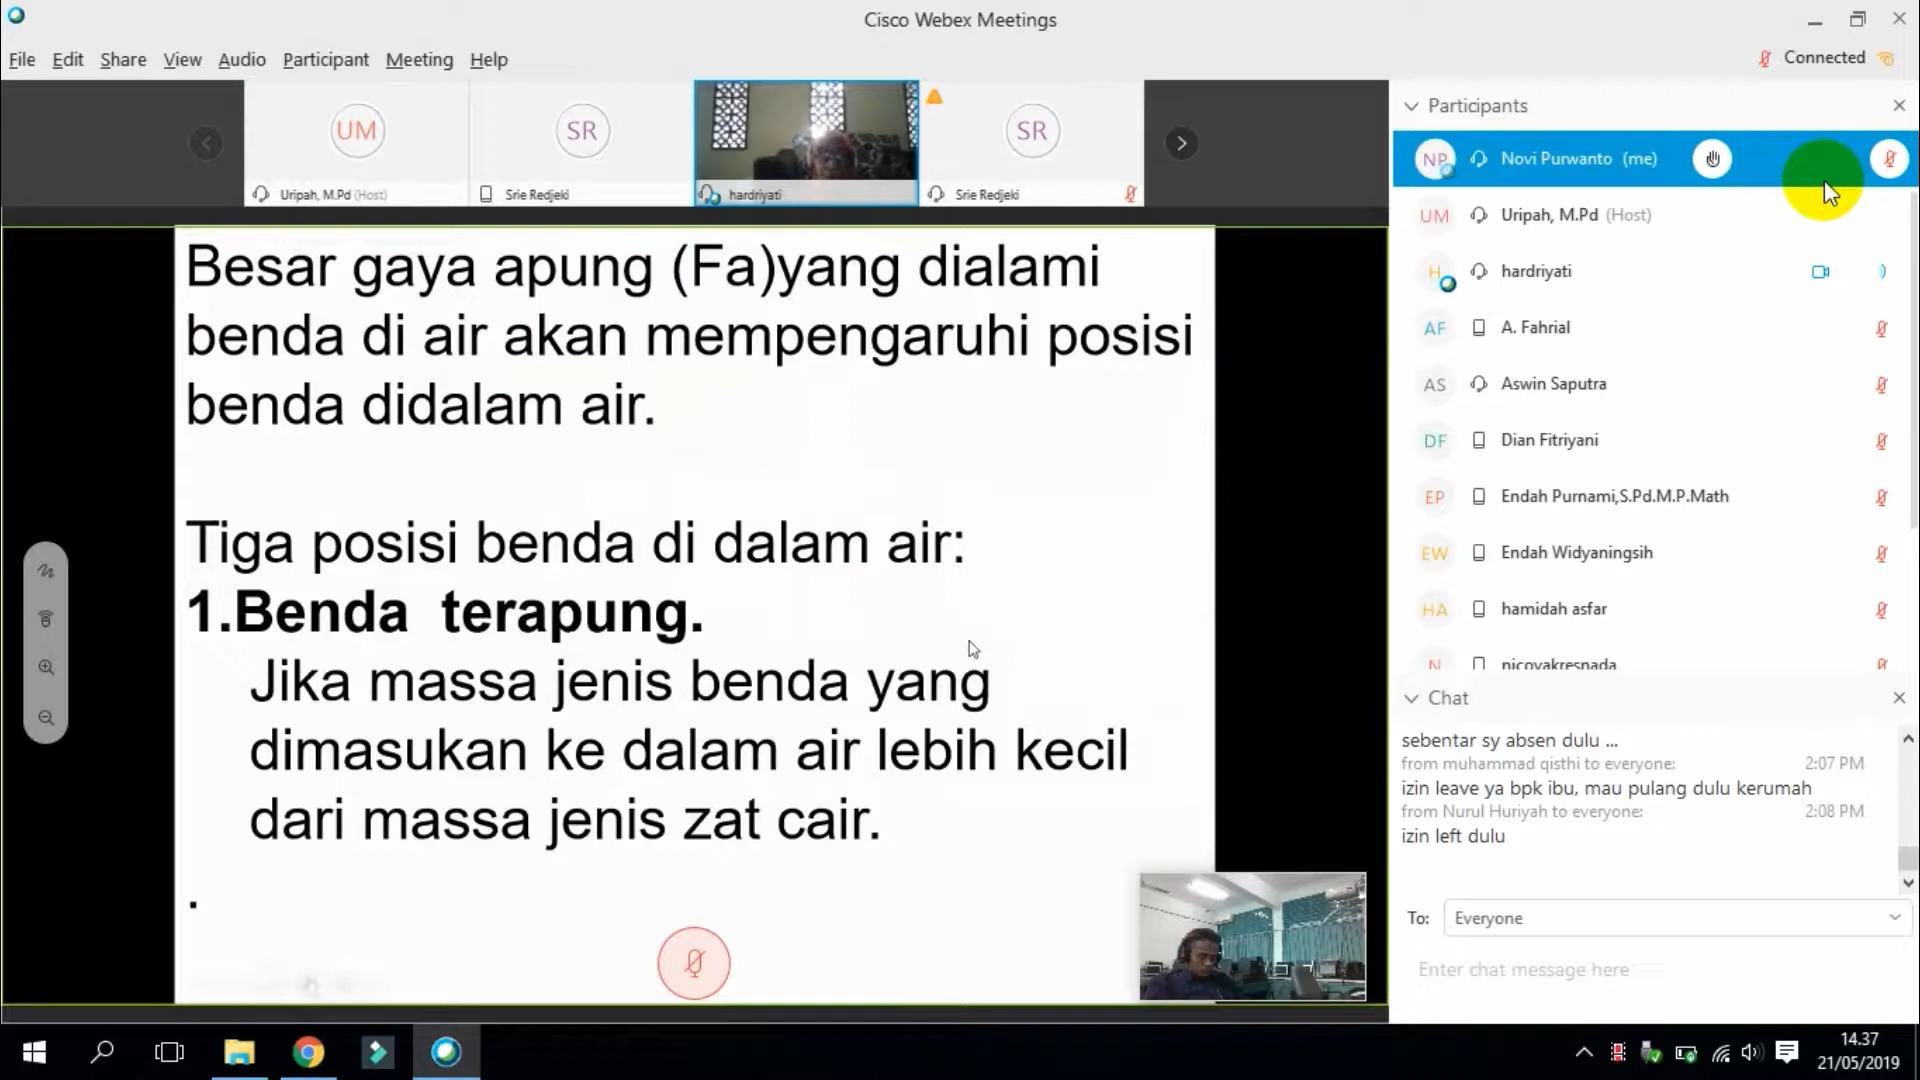 Cisco Webex Meetings
File Edit Share View Audio Participant Meeting Help
Connected
UM
Uripah, M.Pd (Host)
SR
Srie Redjeki
hardriyati
SR
Srie Redjeki
Besar gaya apung (Fa)yang dialami
benda di air akan mempengaruhi posisi
benda didalam air.
Tiga posisi benda di dalam air:
1.Benda terapung.
Jika massa jenis benda yang
dimasukan ke dalam air lebih kecil
dari massa jenis zat cair.
.
Participants
NP Novi Purwanto (me)
UM Uripah, M.Pd (Host)
H hardriyati
AF A. Fahrial
AS Aswin Saputra
DF Dian Fitriyani
EP Endah Purnami,S.Pd.M.P.Math
EW Endah Widyaningsih
HA hamidah asfar
N nicoyakresnada
Chat
sebentar sy absen dulu ...
from muhammad qisthi to everyone: 2:07 PM
izin leave ya bpk ibu, mau pulang dulu kerumah
from Nurul Huriyah to everyone: 2:08 PM
izin left dulu
To: Everyone
Enter chat message here
14.37
21/05/2019